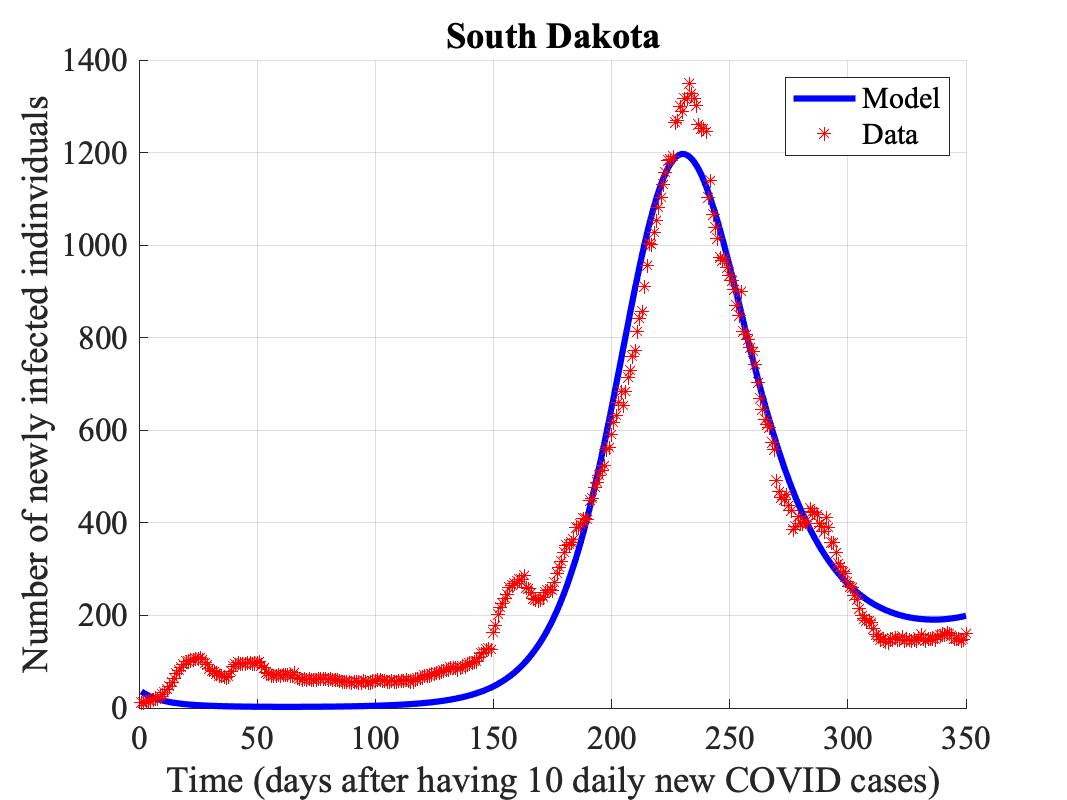 South Dakota
1400
1200
1000
800
600
400
200
0
Number of newly infected indinviduals
Model
Data
0 50 100 150 200 250 300 350
Time (days after having 10 daily new COVID cases)